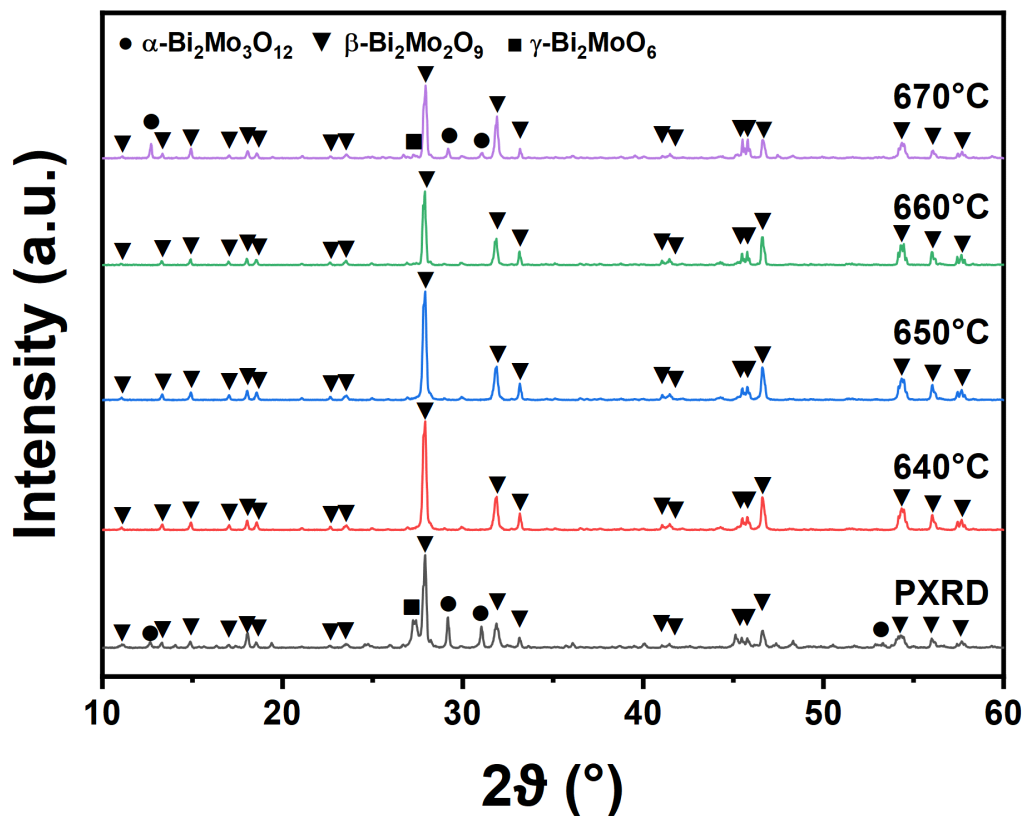 ● α-Bi₂Mo₃O₁₂ ▼ β-Bi₂Mo₂O₉ ■ γ-Bi₂MoO₆
670°C
660°C
650°C
640°C
PXRD
Intensity (a.u.)
10 20 30 40 50 60
2ϑ (°)